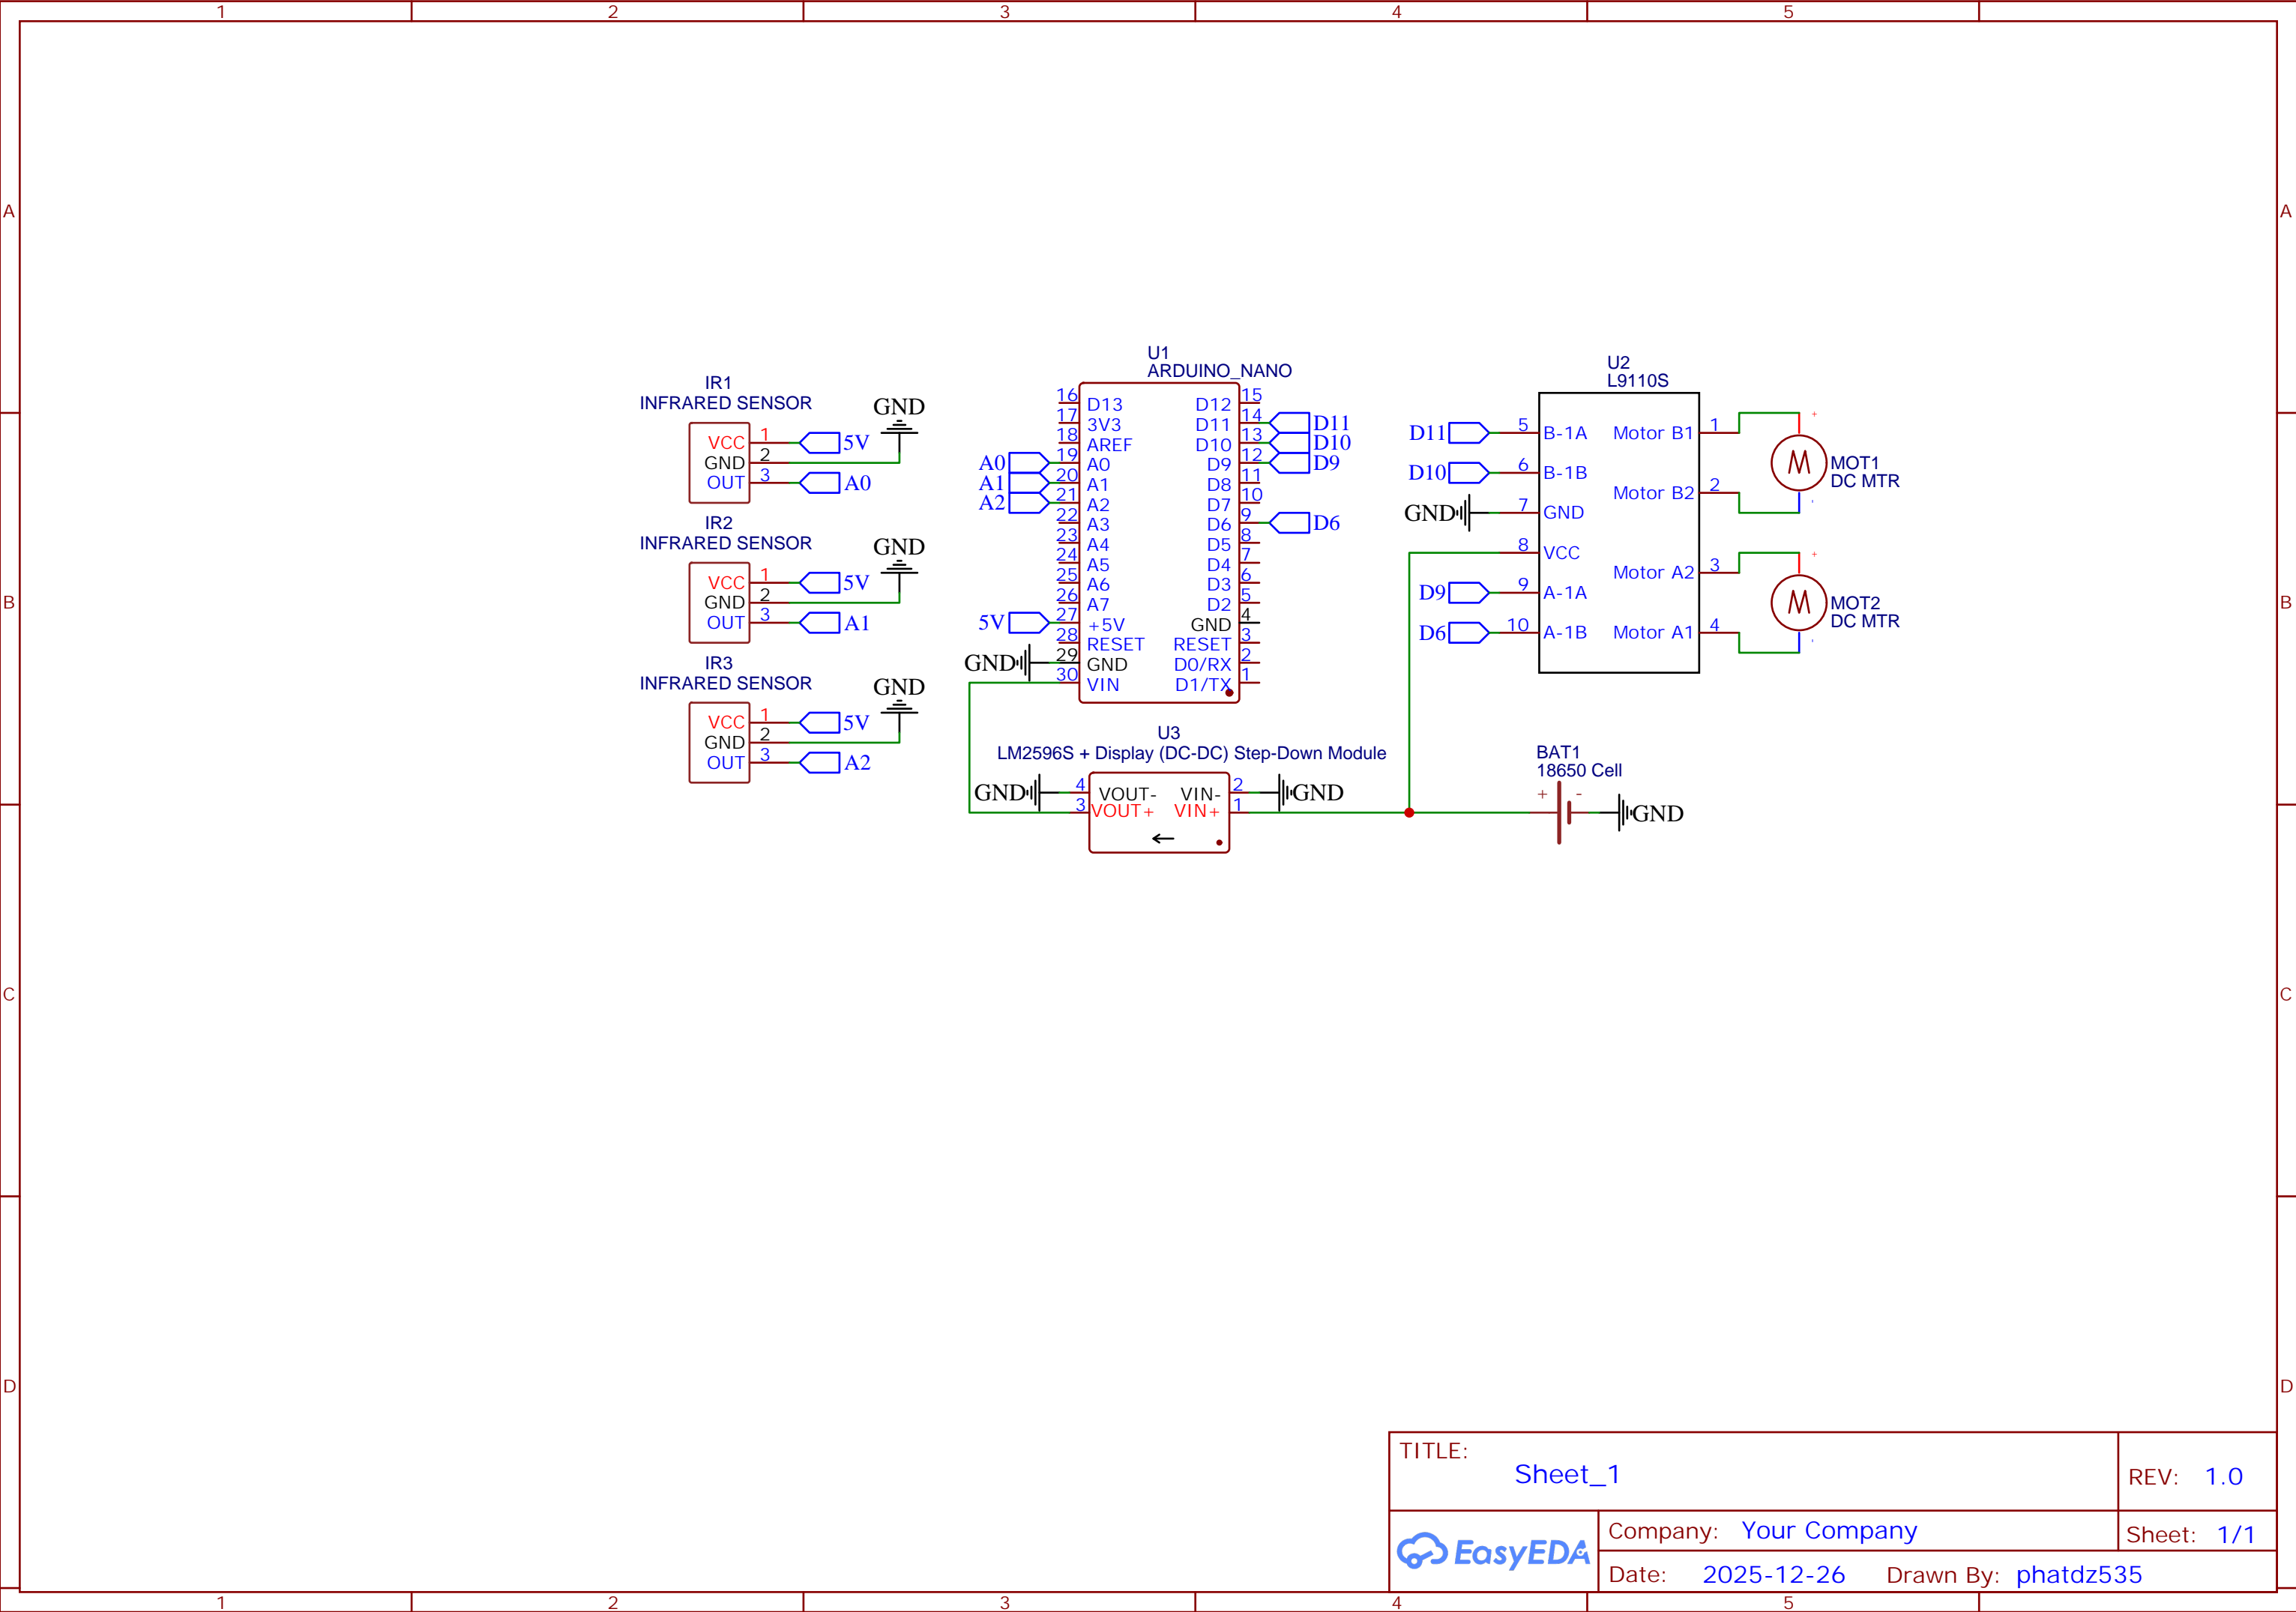 1 2 3 4 5
A A
B B
C C
D D
IR1
INFRARED SENSOR
VCC 1 5V
GND 2 GND
OUT 3 A0
IR2
INFRARED SENSOR
VCC 1 5V
GND 2 GND
OUT 3 A1
IR3
INFRARED SENSOR
VCC 1 5V
GND 2 GND
OUT 3 A2
U1
ARDUINO_NANO
16 D13 D12 15
17 3V3 D11 14 D11
18 AREF D10 13 D10
A0 19 A0 D9 12 D9
A1 20 A1 D8 11
A2 21 A2 D7 10
22 A3 D6 9 D6
23 A4 D5 8
24 A5 D4 7
25 A6 D3 6
26 A7 D2 5
5V 27 +5V GND 4
28 RESET RESET 3
GND 29 GND D0/RX 2
30 VIN D1/TX 1
U3
LM2596S + Display (DC-DC) Step-Down Module
GND 4 VOUT- VIN- 2 GND
3 VOUT+ VIN+ 1
U2
L9110S
D11 5 B-1A Motor B1 1
D10 6 B-1B Motor B2 2
GND 7 GND
8 VCC Motor A2 3
D9 9 A-1A
D6 10 A-1B Motor A1 4
+
M MOT1
DC MTR
+
M MOT2
DC MTR
BAT1
18650 Cell
+ -
GND
TITLE:
Sheet_1
REV: 1.0
EasyEDA
Company: Your Company
Sheet: 1/1
Date: 2025-12-26 Drawn By: phatdz535
1 2 3 4 5